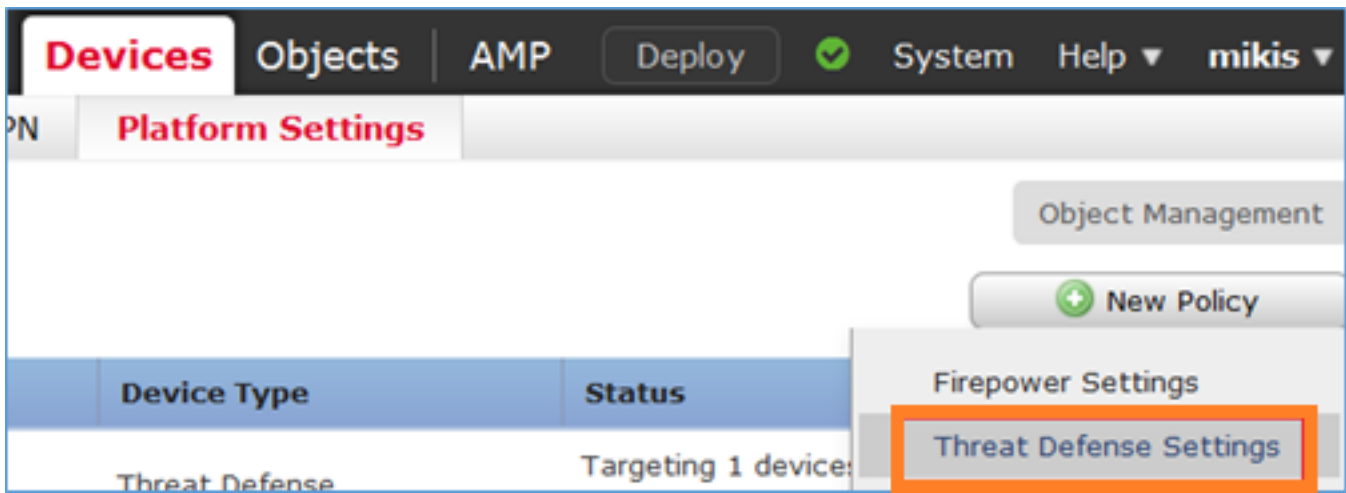 Devices Objects AMP Deploy System Help mikis
Platform Settings
Object Management
New Policy
Device Type Status
Firepower Settings
Threat Defense Settings
Targeting 1
Threat Defense